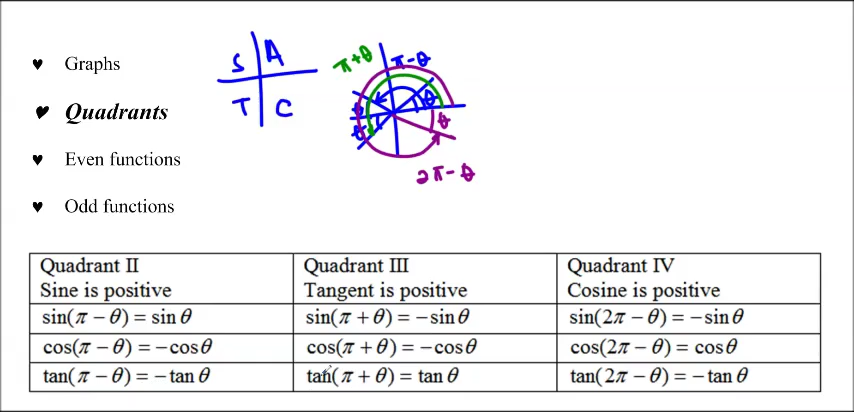 ♥ Graphs
♥ Quadrants
♥ Even functions
♥ Odd functions
S A
T C
π+θ
π-θ
θ
θ
θ
θ
2π-θ
Quadrant II
Sine is positive
Quadrant III
Tangent is positive
Quadrant IV
Cosine is positive
sin(π − θ) = sin θ
sin(π + θ) = −sin θ
sin(2π − θ) = −sin θ
cos(π − θ) = −cos θ
cos(π + θ) = −cos θ
cos(2π − θ) = cos θ
tan(π − θ) = −tan θ
tan(π + θ) = tan θ
tan(2π − θ) = −tan θ